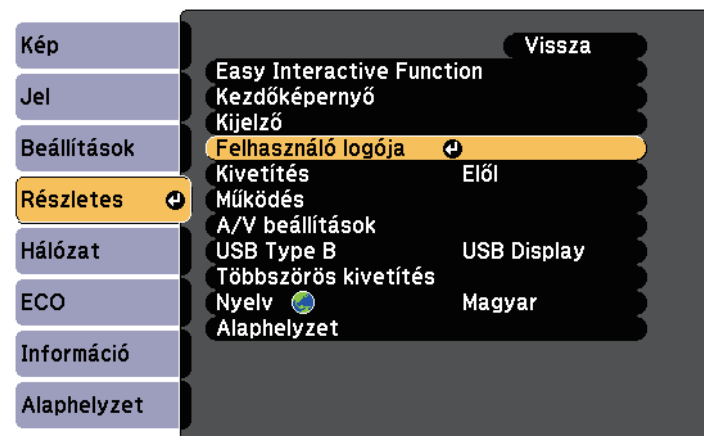 Kép
Jel
Beállítások
Részletes
Hálózat
ECO
Információ
Alaphelyzet
Vissza
Easy Interactive Function
Kezdőképernyő
Kijelző
Felhasználó logója
Kivetítés Elől
Működés
A/V beállítások
USB Type B USB Display
Többszörös kivetítés
Nyelv Magyar
Alaphelyzet